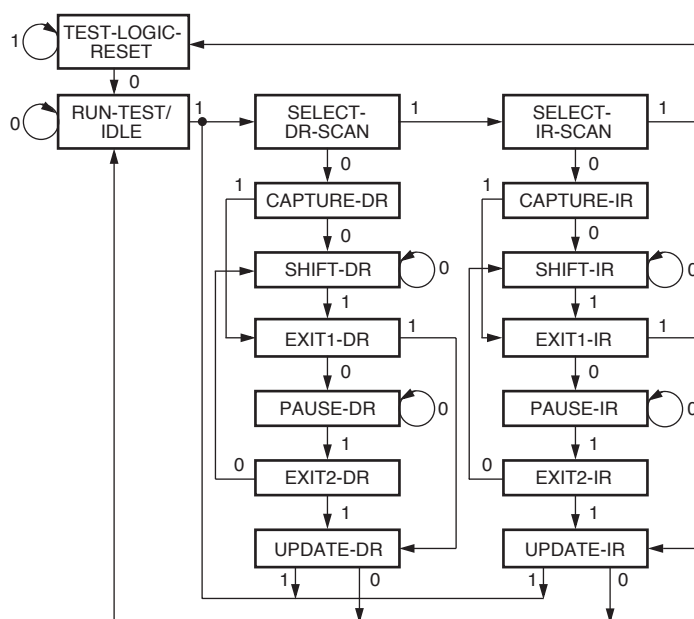 TEST-LOGIC-
RESET
1
0
RUN-TEST/
IDLE
0
1
SELECT-
DR-SCAN
1
SELECT-
IR-SCAN
1
0
0
1
CAPTURE-DR
1
CAPTURE-IR
0
0
SHIFT-DR
0
SHIFT-IR
0
1
1
EXIT1-DR
1
EXIT1-IR
1
0
0
PAUSE-DR
0
PAUSE-IR
0
1
1
0
EXIT2-DR
0
EXIT2-IR
1
1
UPDATE-DR
UPDATE-IR
1
0
1
0